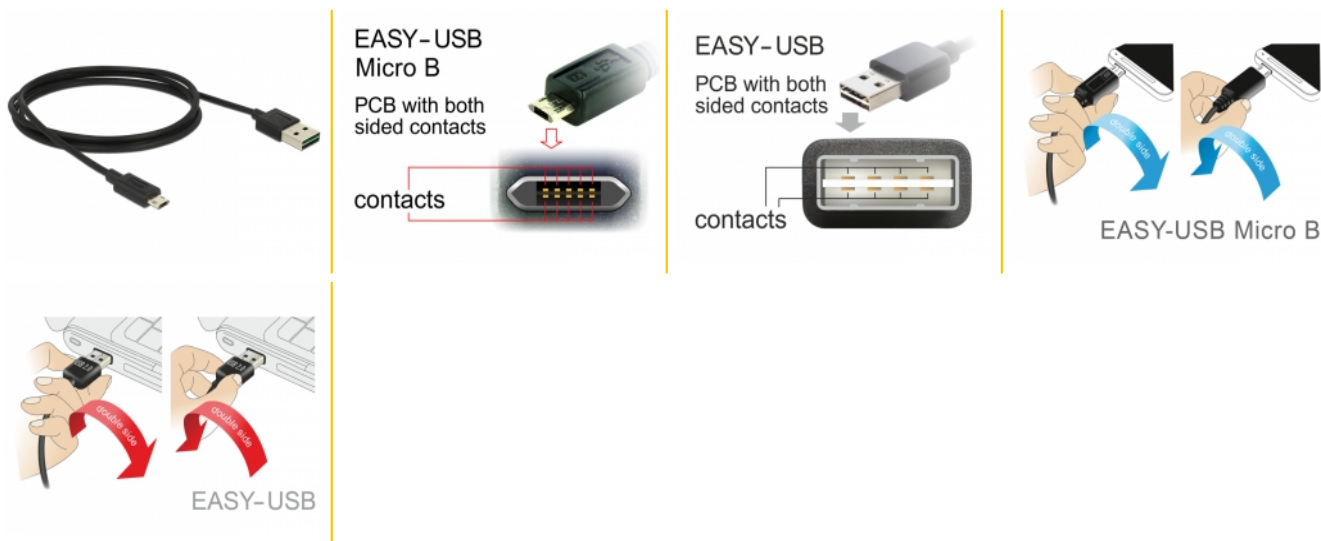 EASY-USB
Micro B
PCB with both
sided contacts
contacts
EASY-USB
PCB with both
sided contacts
contacts
double side
double side
EASY-USB Micro B
double side
double side
EASY-USB